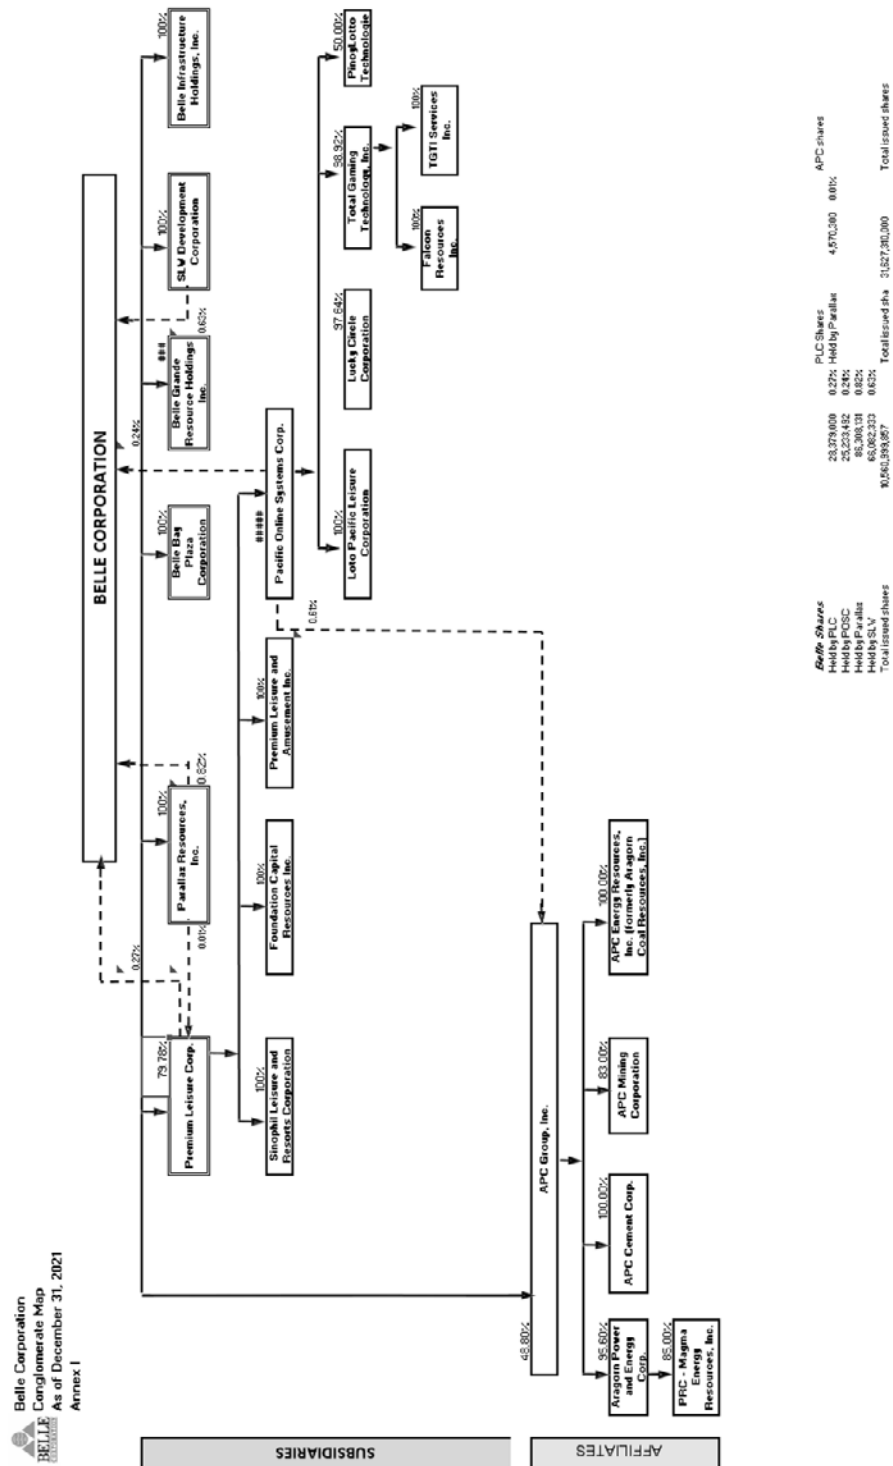 Belle Corporation
Conglomerate Map
As of December 31, 2021
Annex I
BELLE
SUBSIDIARIES
AFFILIATES
BELLE CORPORATION
0.27%
0.24%
79.78%
Premium Leisure Corp.
0.01%
100%
Parallax Resources,
Inc.
0.82%
100%
Belle Bay
Plaza
Corporation
###
Belle Grande
Resource Holdings
Inc.
0.63%
100%
SLW Development
Corporation
100%
Belle Infrastructure
Holdings, Inc.
100%
Sinophil Leisure and
Resorts Corporation
100%
Foundation Capital
Resources Inc.
100%
Premium Leisure and
Amusement Inc.
#####
Pacific Online Systems Corp.
0.61%
100%
Loto Pacific Leisure
Corporation
97.64%
Lucky Circle
Corporation
98.92%
Total Gaming
Technology, Inc.
50.00%
PinoyLotto
Technologie
100%
Falcon
Resources
Inc.
100%
TGTI Services
Inc.
48.80%
APC Group, Inc.
95.60%
Aragorn Power
and Energy
Corp.
100.00%
APC Cement Corp.
83.00%
APC Mining
Corporation
100.00%
APC Energy Resources,
Inc. (formerly Aragorn
Coal Resources, Inc.)
85.00%
PRC - Magma
Energy
Resources, Inc.
Belle Shares PLC Shares APC shares
Held by PLC 28,379,000 0.27% Held by Parallax 4,570,300 0.01%
Held by POSC 25,233,492 0.24%
Held by Parallax 86,308,131 0.82%
Held by SLW 66,082,333 0.63%
Total issued shares 10,560,999,857 Total issued sha 31,627,310,000 Total issued shares